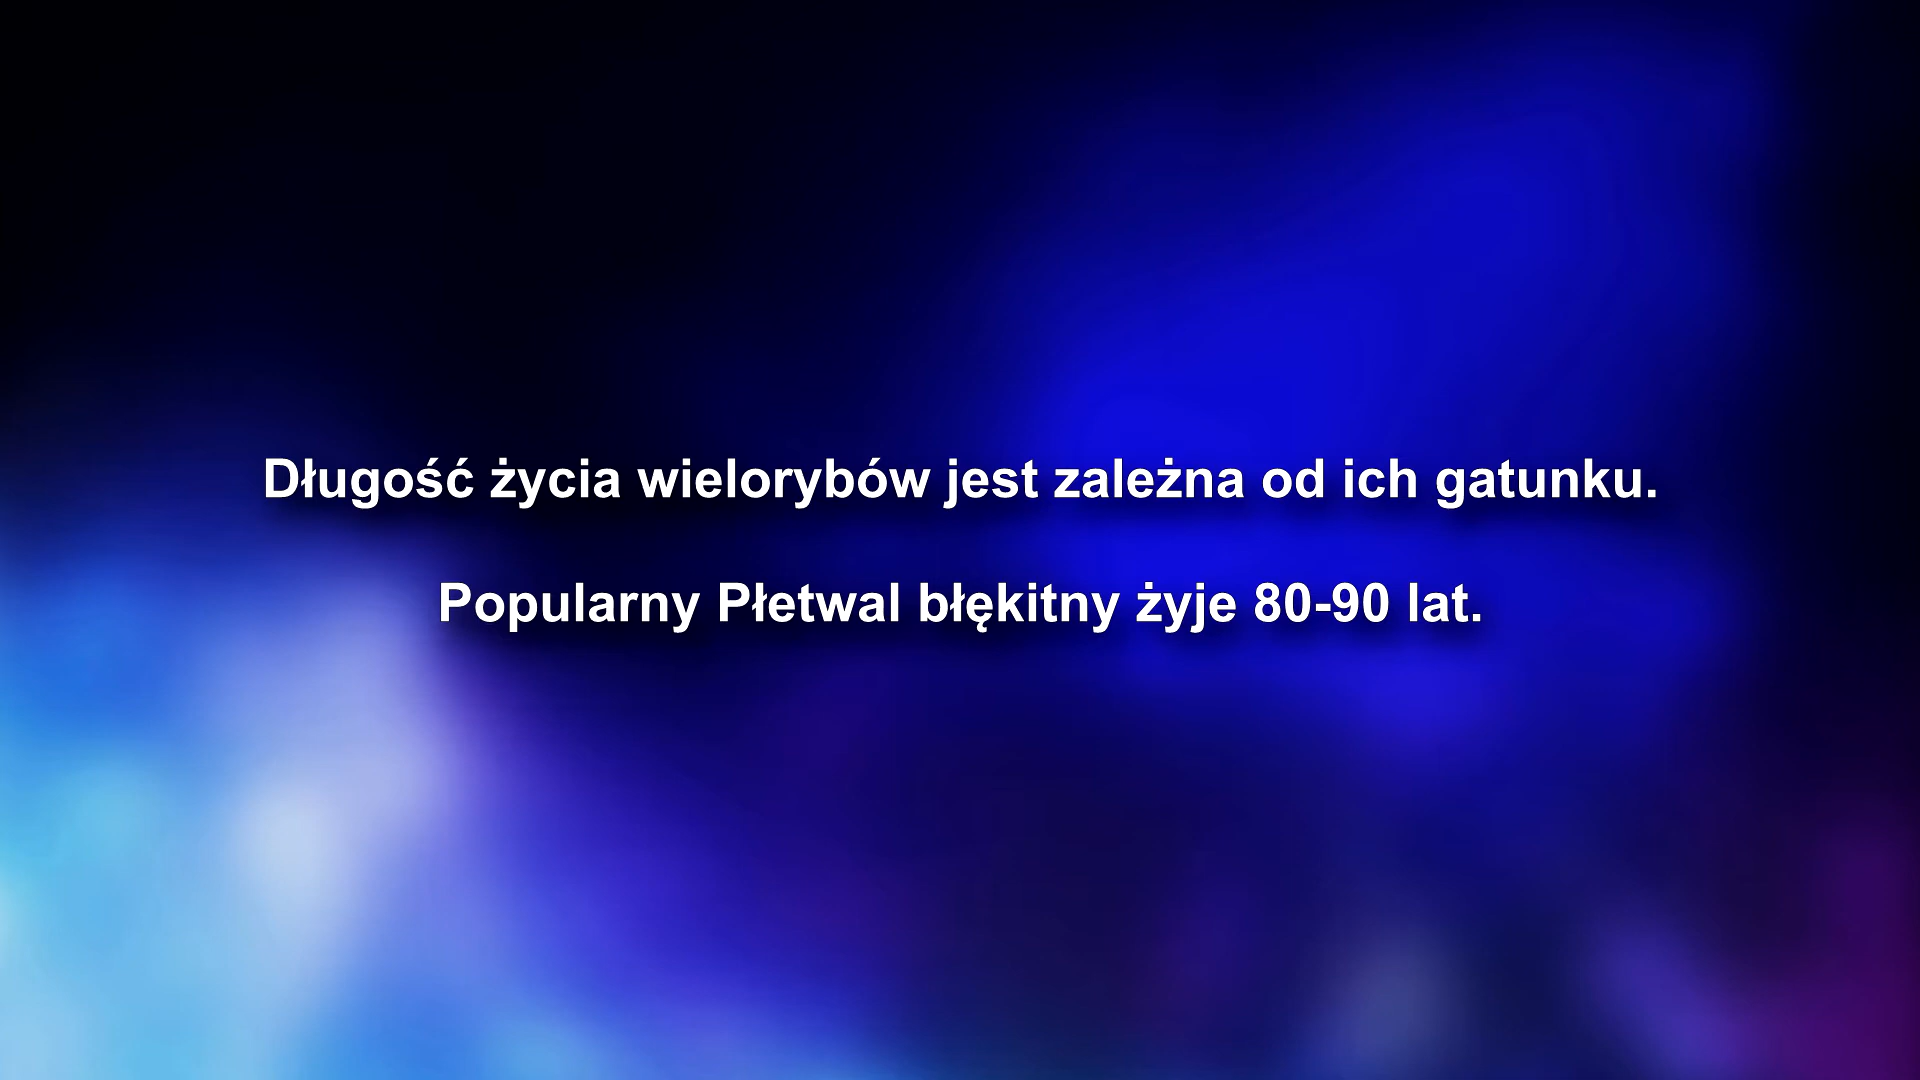 Długość życia wielorybów jest zależna od ich gatunku.
Popularny Płetwal błękitny żyje 80-90 lat.